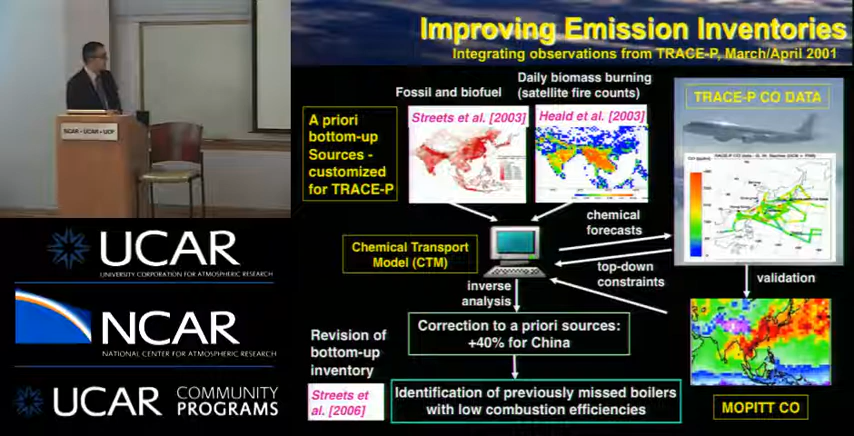 Improving Emission Inventories
Integrating observations from TRACE-P, March/April 2001
Fossil and biofuel
Daily biomass burning
(satellite fire counts)
TRACE-P CO DATA
A priori
bottom-up
Sources -
customized
for TRACE-P
Streets et al. [2003]
Heald et al. [2003]
NCAR • UCAR • UCP
chemical
forecasts
Chemical Transport
Model (CTM)
top-down
constraints
validation
inverse
analysis
UCAR
UNIVERSITY CORPORATION FOR ATMOSPHERIC RESEARCH
NCAR
NATIONAL CENTER FOR ATMOSPHERIC RESEARCH
UCAR
COMMUNITY
PROGRAMS
Correction to a priori sources:
+40% for China
Revision of
bottom-up
inventory
Streets et
al. [2006]
Identification of previously missed boilers
with low combustion efficiencies
MOPITT CO